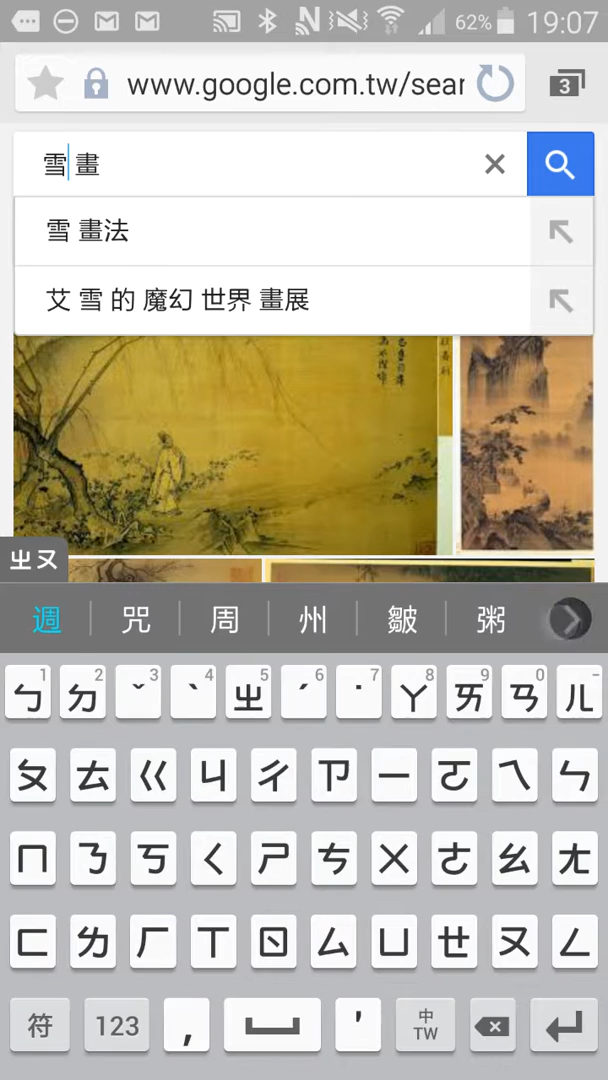 62% 19:07
www.google.com.tw/sear 3
雪 畫
雪 畫法
艾 雪 的 魔幻 世界 畫展
ㄓㄡ
週 咒 周 州 皺 粥
1 2 3 4 5 6 7 8 9 0 -
ㄅ ㄉ ˇ ˋ ㄓ ˊ ˙ ㄚ ㄞ ㄢ ㄦ
ㄆ ㄊ ㄍ ㄐ ㄔ ㄗ ㄧ ㄛ ㄟ ㄣ
ㄇ ㄋ ㄎ ㄑ ㄕ ㄘ ㄨ ㄜ ㄠ ㄤ
ㄈ ㄌ ㄏ ㄒ ㄖ ㄙ ㄩ ㄝ ㄡ ㄥ
符 123 , ' 中
TW